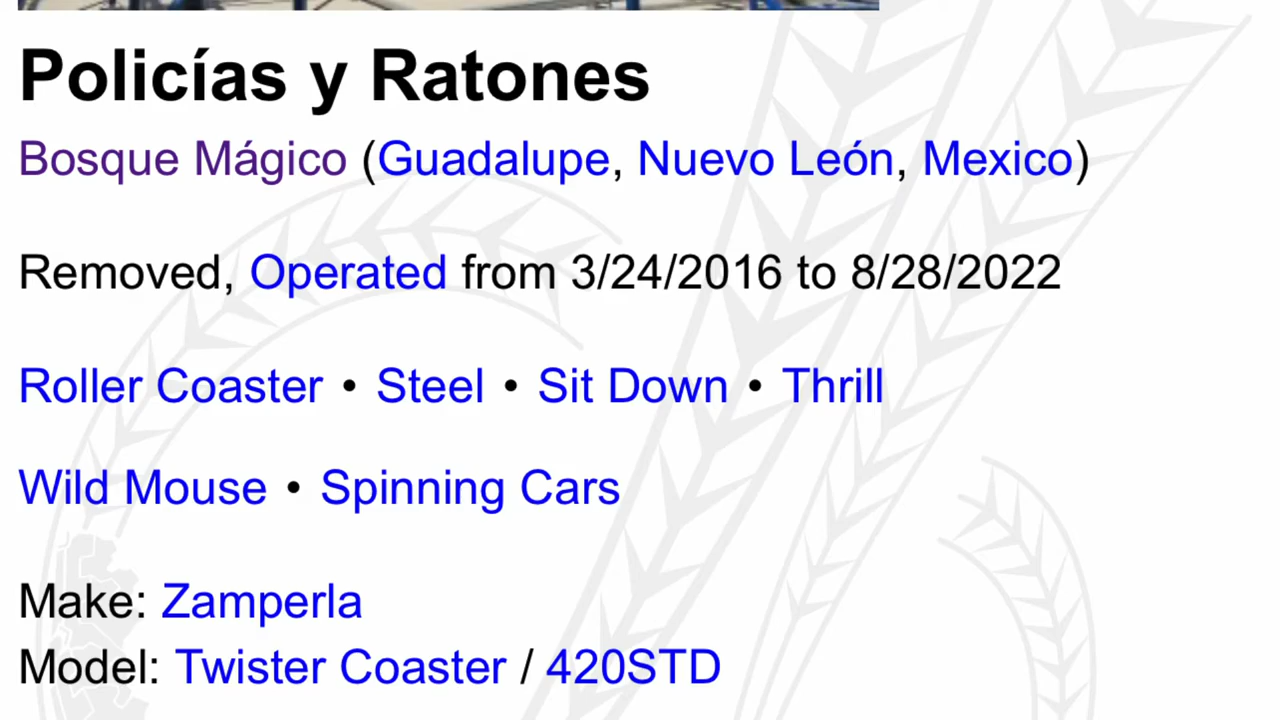 Policías y Ratones
Bosque Mágico (Guadalupe, Nuevo León, Mexico)
Removed, Operated from 3/24/2016 to 8/28/2022
Roller Coaster • Steel • Sit Down • Thrill
Wild Mouse • Spinning Cars
Make: Zamperla
Model: Twister Coaster / 420STD